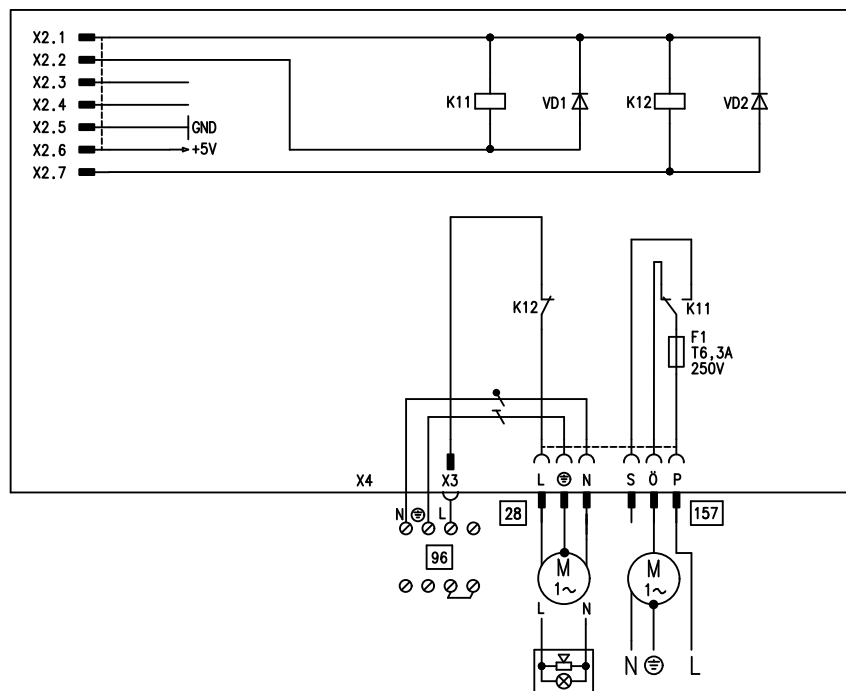 X2.1
X2.2
X2.3
X2.4
X2.5 GND
X2.6 +5V
X2.7
K11 VD1 K12 VD2
K12 K11
F1
T6,3A
250V
X4 X3 L N S Ö P
N L 28 157
96
M M
1~ 1~
L N
N L